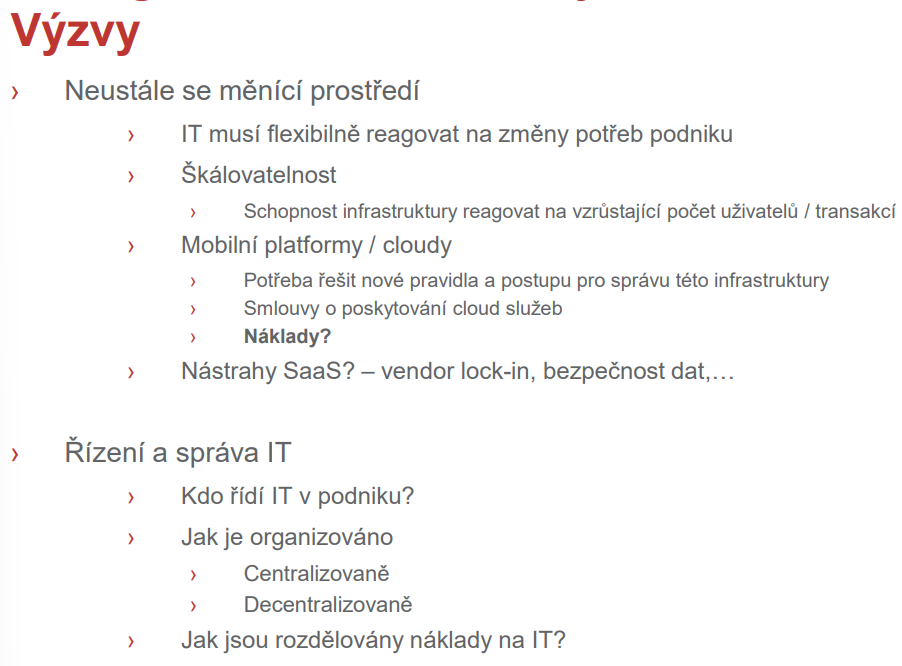 Výzvy
› Neustále se měnící prostředí
› IT musí flexibilně reagovat na změny potřeb podniku
› Škálovatelnost
› Schopnost infrastruktury reagovat na vzrůstající počet uživatelů / transakcí
› Mobilní platformy / cloudy
› Potřeba řešit nové pravidla a postupu pro správu této infrastruktury
› Smlouvy o poskytování cloud služeb
› Náklady?
› Nástrahy SaaS? – vendor lock-in, bezpečnost dat,…
› Řízení a správa IT
› Kdo řídí IT v podniku?
› Jak je organizováno
› Centralizovaně
› Decentralizovaně
› Jak jsou rozdělovány náklady na IT?